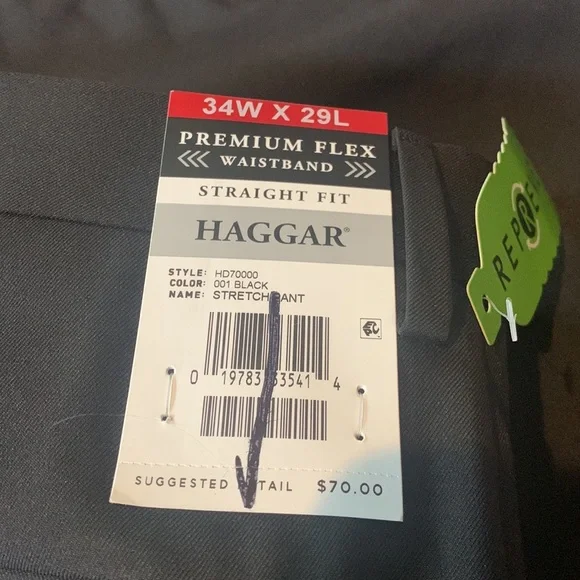 34W X 29L
PREMIUM FLEX
WAISTBAND
STRAIGHT FIT
HAGGAR®
STYLE: HD70000
COLOR: 001 BLACK
NAME: STRETCH PANT
0 19783 33541 4
SUGGESTED RETAIL $70.00
REPRE